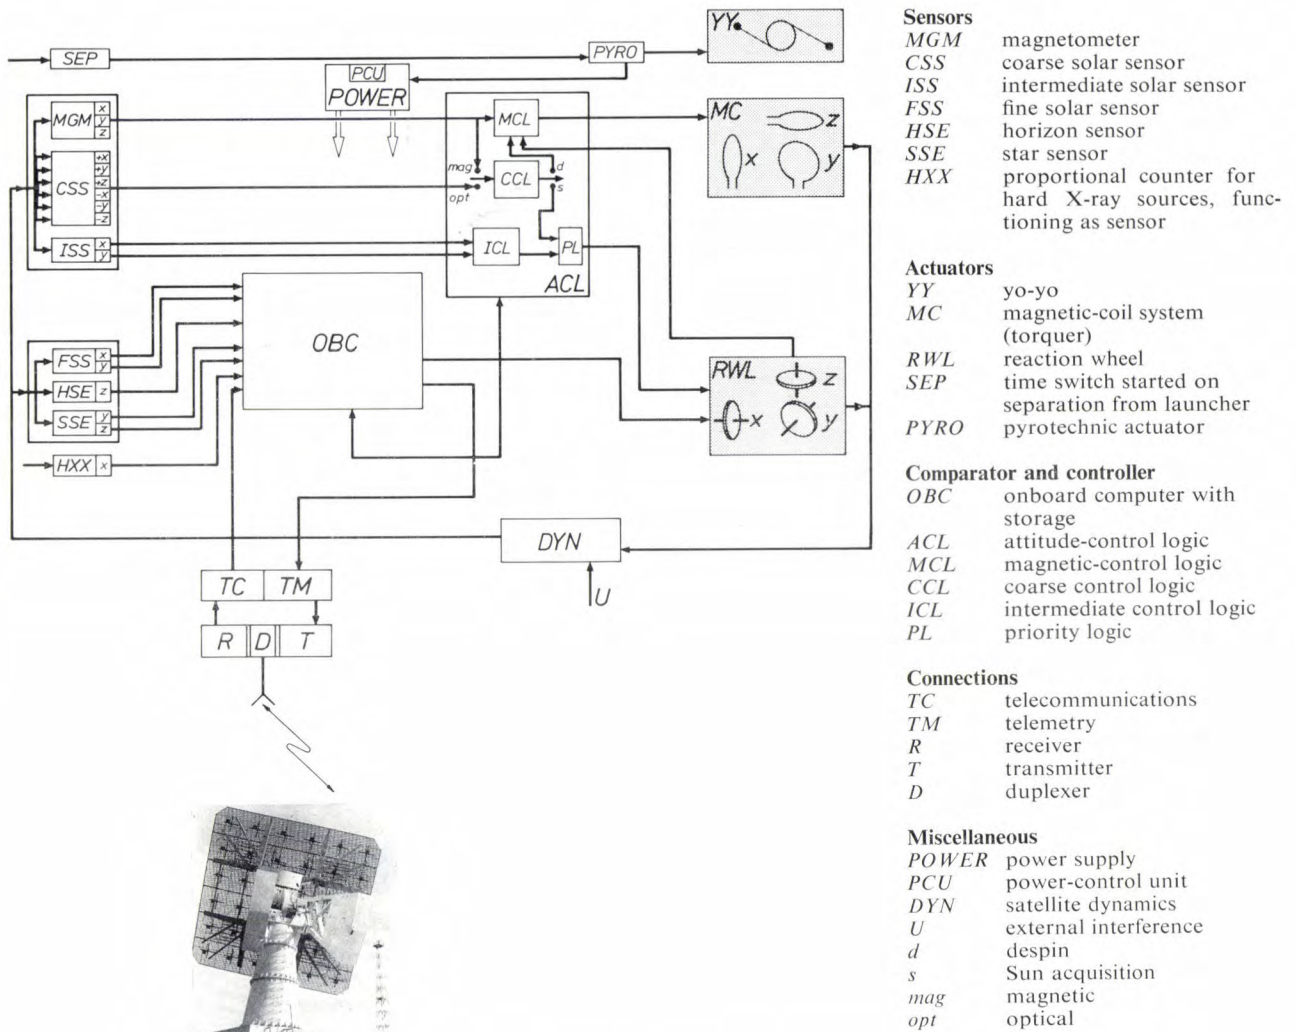 SEP
PYRO
YY
PCU
POWER
MGM x y z
MCL
MC
z
x
y
CSS +x +y +z -x -y -z
mag
opt
CCL
d
s
ISS x y
ICL
PL
ACL
OBC
FSS x y
HSE z
SSE y z
HXX x
RWL
z
x
y
DYN
U
TC TM
R D T
Sensors
MGM magnetometer
CSS coarse solar sensor
ISS intermediate solar sensor
FSS fine solar sensor
HSE horizon sensor
SSE star sensor
HXX proportional counter for
hard X-ray sources, func-
tioning as sensor
Actuators
YY yo-yo
MC magnetic-coil system
(torquer)
RWL reaction wheel
SEP time switch started on
separation from launcher
PYRO pyrotechnic actuator
Comparator and controller
OBC onboard computer with
storage
ACL attitude-control logic
MCL magnetic-control logic
CCL coarse control logic
ICL intermediate control logic
PL priority logic
Connections
TC telecommunications
TM telemetry
R receiver
T transmitter
D duplexer
Miscellaneous
POWER power supply
PCU power-control unit
DYN satellite dynamics
U external interference
d despin
s Sun acquisition
mag magnetic
opt optical